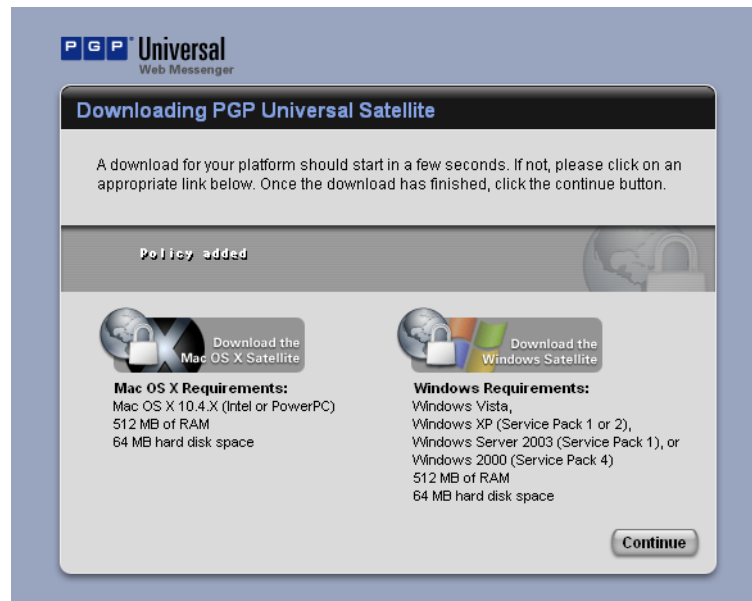 PGP Universal
Web Messenger
Downloading PGP Universal Satellite
A download for your platform should start in a few seconds. If not, please click on an
appropriate link below. Once the download has finished, click the continue button.
Policy added
Download the
Mac OS X Satellite
Mac OS X Requirements:
Mac OS X 10.4.X (Intel or PowerPC)
512 MB of RAM
64 MB hard disk space
Download the
Windows Satellite
Windows Requirements:
Windows Vista,
Windows XP (Service Pack 1 or 2),
Windows Server 2003 (Service Pack 1), or
Windows 2000 (Service Pack 4)
512 MB of RAM
64 MB hard disk space
Continue